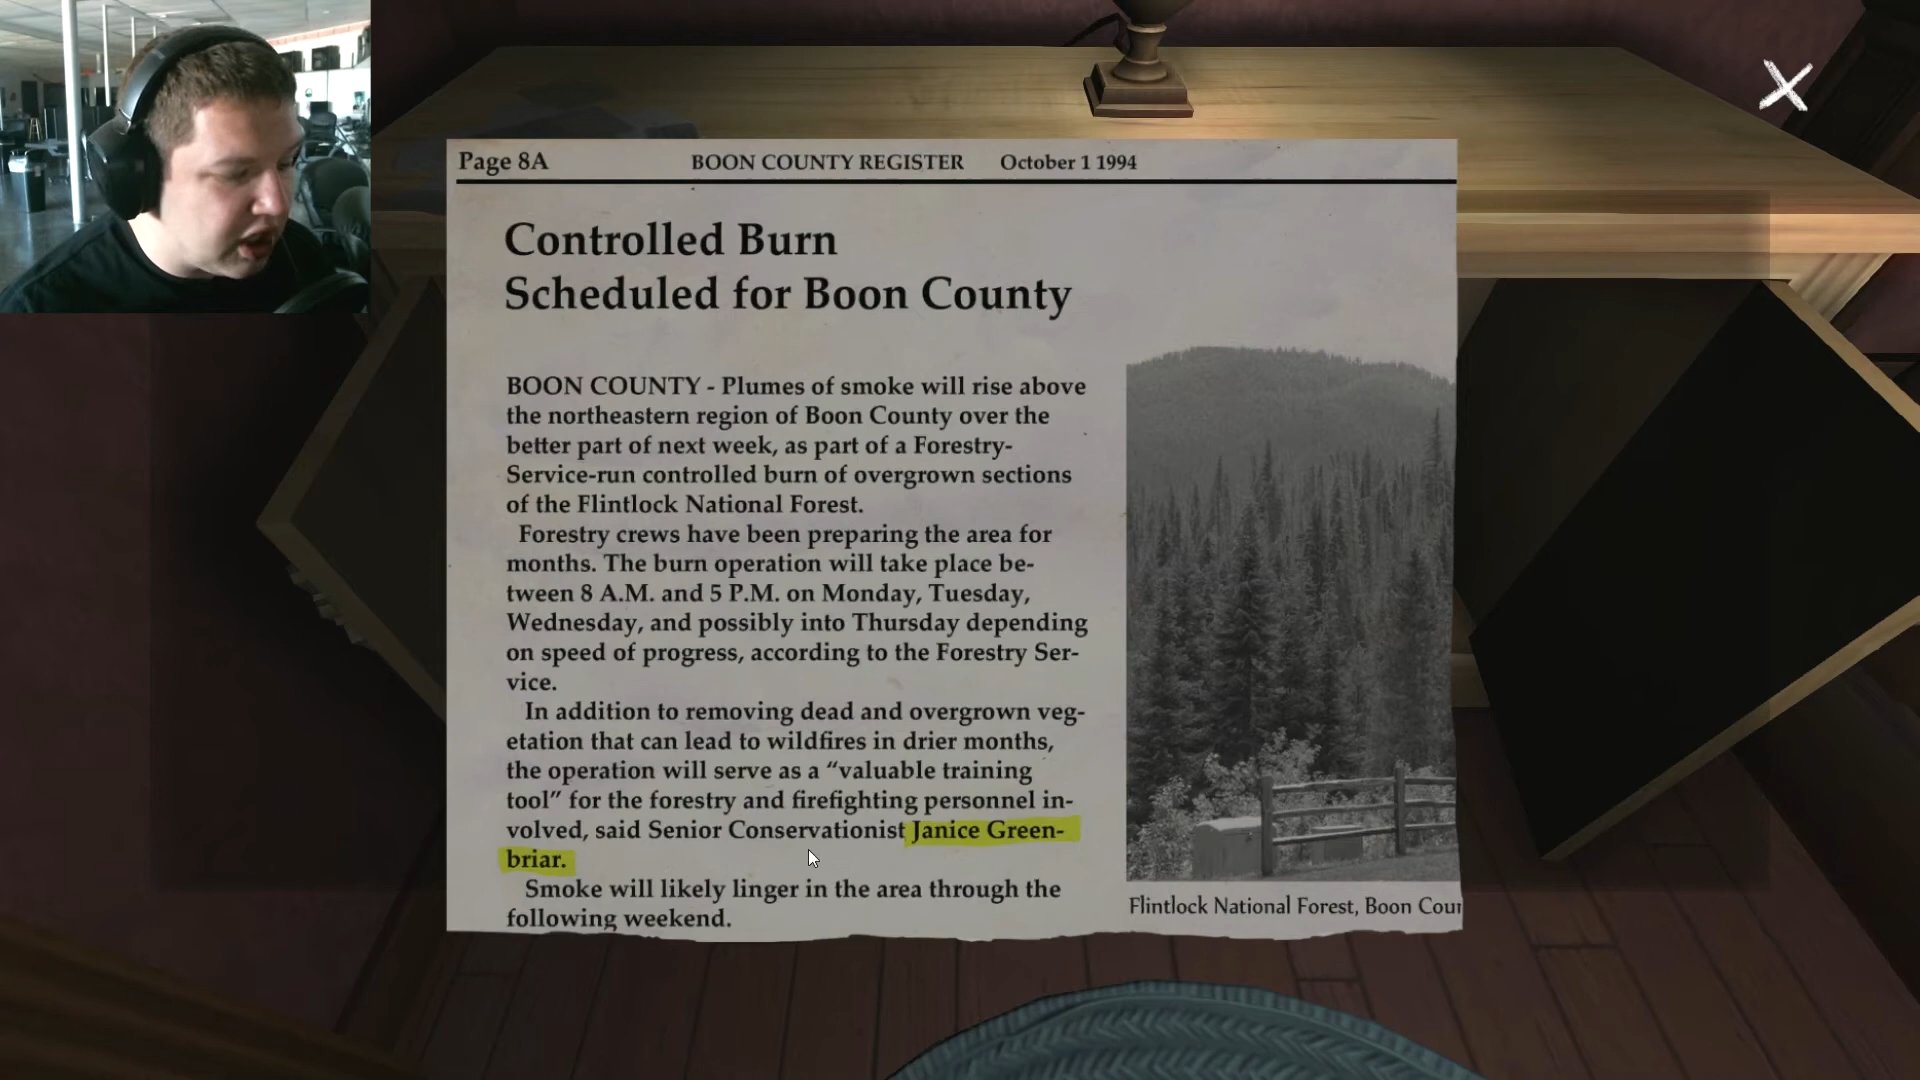 Page 8A BOON COUNTY REGISTER October 1 1994
Controlled Burn
Scheduled for Boon County
BOON COUNTY - Plumes of smoke will rise above
the northeastern region of Boon County over the
better part of next week, as part of a Forestry-
Service-run controlled burn of overgrown sections
of the Flintlock National Forest.
Forestry crews have been preparing the area for
months. The burn operation will take place be-
tween 8 A.M. and 5 P.M. on Monday, Tuesday,
Wednesday, and possibly into Thursday depending
on speed of progress, according to the Forestry Ser-
vice.
In addition to removing dead and overgrown veg-
etation that can lead to wildfires in drier months,
the operation will serve as a “valuable training
tool” for the forestry and firefighting personnel in-
volved, said Senior Conservationist Janice Green-
briar.
Smoke will likely linger in the area through the
following weekend.
Flintlock National Forest, Boon Coun